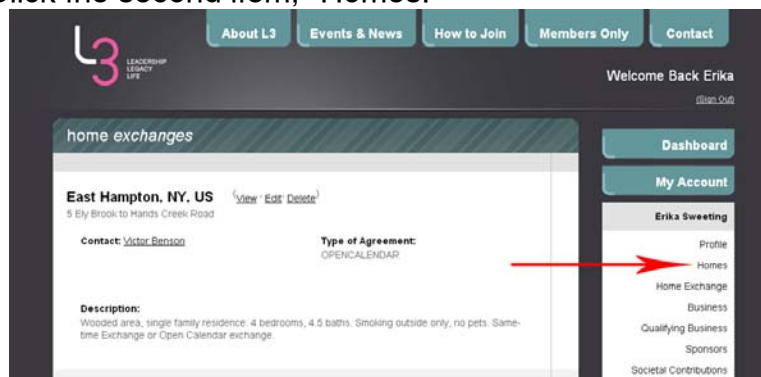 Click the second item, "Homes."
About L3
Events & News
How to Join
Members Only
Contact
L3
LEADERSHIP
LEGACY
LIFE
Welcome Back Erika
(Sign Out)
home exchanges
Dashboard
My Account
East Hampton, NY, US (View · Edit · Delete)
5 Ely Brook to Hands Creek Road
Erika Sweeting
Contact: Victor Benson
Type of Agreement:
OPENCALENDAR
Profile
Homes
Home Exchange
Business
Qualifying Business
Sponsors
Societal Contributions
Description:
Wooded area, single family residence. 4 bedrooms, 4.5 baths. Smoking outside only, no pets. Same-
time Exchange or Open Calendar exchange.